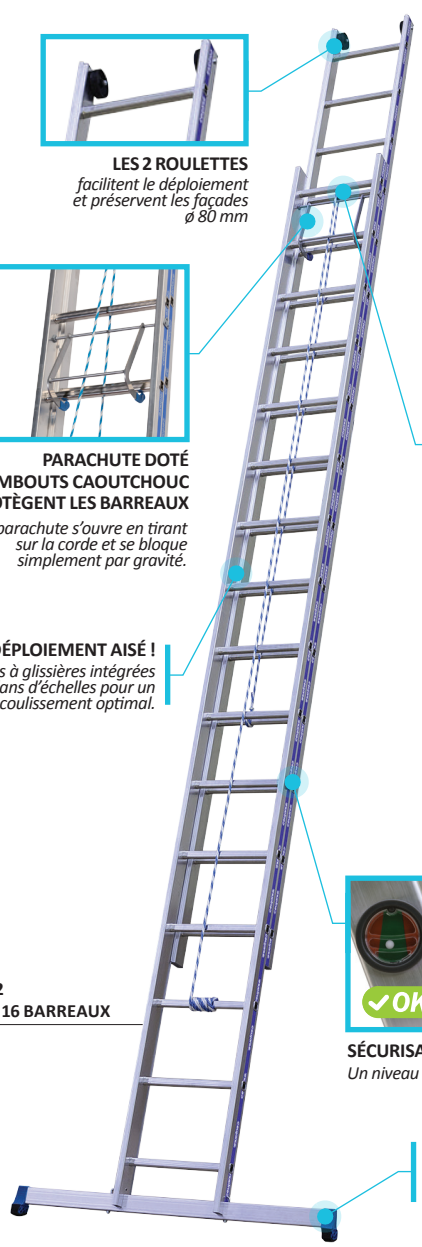 LES 2 ROULETTES
facilitent le déploiement
et préservent les façades
ø 80 mm
PARACHUTE DOTÉ
MBOUTS CAOUTCHOUC
OTÈGENT LES BARREAUX
parachute s’ouvre en tirant
sur la corde et se bloque
simplement par gravité.
DÉPLOIEMENT AISÉ !
s à glissières intégrées
ans d’échelles pour un
coulissement optimal.
2
16 BARREAUX
OK
SÉCURISA
Un niveau